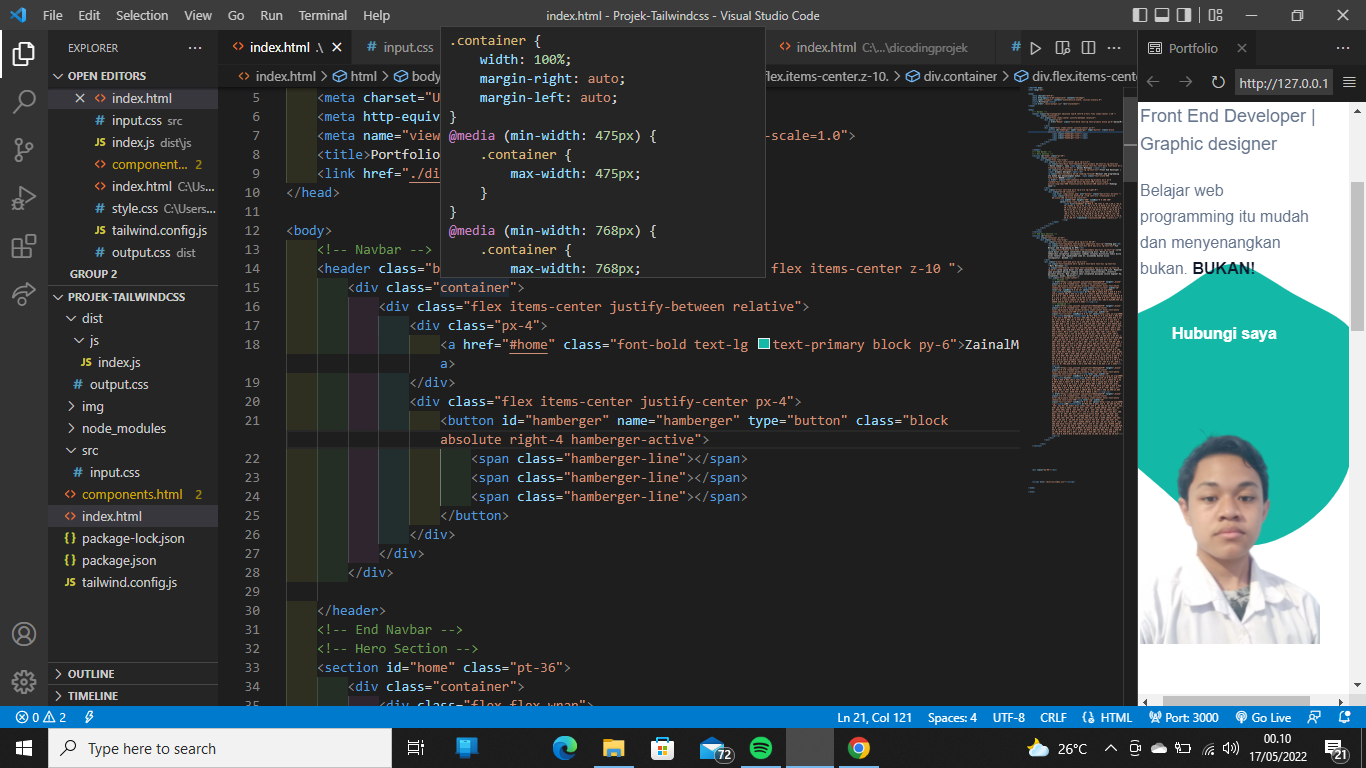 File Edit Selection View Go Run Terminal Help
index.html - Projek-Tailwindcss - Visual Studio Code
EXPLORER
OPEN EDITORS
index.html
input.css src
index.js dist\js
component... 2
index.html C:\Us...
style.css C:\Users...
tailwind.config.js
output.css dist
GROUP 2
PROJEK-TAILWINDCSS
dist
js
index.js
output.css
img
node_modules
src
input.css
components.html 2
index.html
package-lock.json
package.json
tailwind.config.js
OUTLINE
TIMELINE
index.html .\
input.css
index.html C:\...\dicodingprojek
index.html > html > body
flex.items-center.z-10. > div.container > div.flex.items-cente
.container {
width: 100%;
margin-right: auto;
margin-left: auto;
}
@media (min-width: 475px) {
.container {
max-width: 475px;
}
}
@media (min-width: 768px) {
.container {
max-width: 768px;
5 <meta charset="U
6 <meta http-equiv
7 <meta name="view -scale=1.0">
8 <title>Portfolio
9 <link href="./di
10 </head>
11
12 <body>
13 <!-- Navbar -->
14 <header class="b flex items-center z-10 ">
15 <div class="container">
16 <div class="flex items-center justify-between relative">
17 <div class="px-4">
18 <a href="#home" class="font-bold text-lg text-primary block py-6">ZainalM
a>
19 </div>
20 <div class="flex items-center justify-center px-4">
21 <button id="hamberger" name="hamberger" type="button" class="block
absolute right-4 hamberger-active">
22 <span class="hamberger-line"></span>
23 <span class="hamberger-line"></span>
24 <span class="hamberger-line"></span>
25 </button>
26 </div>
27 </div>
28 </div>
29
30 </header>
31 <!-- End Navbar -->
32 <!-- Hero Section -->
33 <section id="home" class="pt-36">
34 <div class="container">
35 <div class="flex flex-wrap">
Portfolio
http://127.0.0.1
Front End Developer |
Graphic designer
Belajar web
programing itu mudah
dan menyenangkan
bukan. BUKAN!
Hubungi saya
0 2
Ln 21, Col 121 Spaces: 4 UTF-8 CRLF HTML Port: 3000 Go Live
Type here to search
72
26°C
00.10
17/05/2022
21